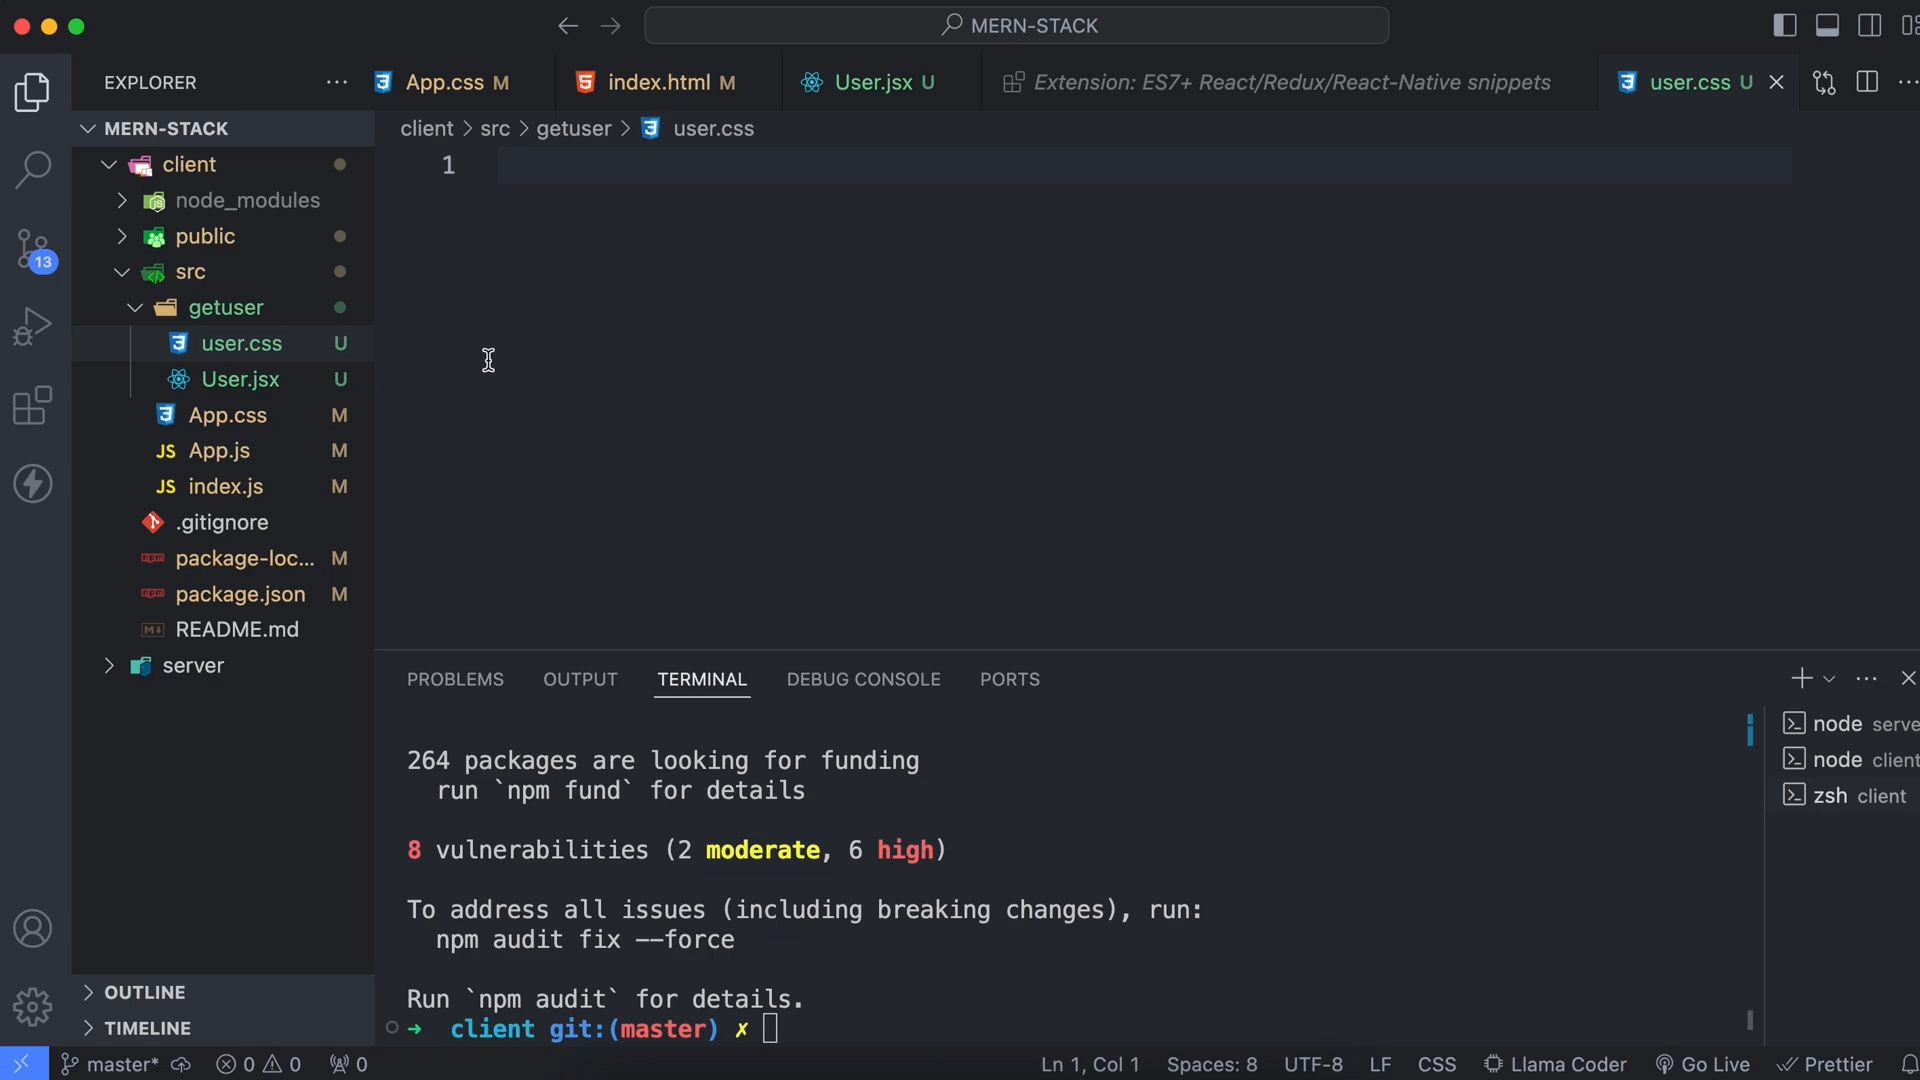 MERN-STACK
EXPLORER
App.css M
index.html M
User.jsx U
Extension: ES7+ React/Redux/React-Native snippets
user.css U
MERN-STACK
client > src > getuser > user.css
client
1
node_modules
public
13
src
getuser
user.css U
User.jsx U
App.css M
JS App.js M
JS index.js M
.gitignore
package-loc... M
package.json M
README.md
server
PROBLEMS OUTPUT TERMINAL DEBUG CONSOLE PORTS
node serve
node client
zsh client
264 packages are looking for funding
run `npm fund` for details
8 vulnerabilities (2 moderate, 6 high)
To address all issues (including breaking changes), run:
npm audit fix --force
Run `npm audit` for details.
➜ client git:(master) ✗
OUTLINE
TIMELINE
master* 0 0 0 Ln 1, Col 1 Spaces: 8 UTF-8 LF CSS Llama Coder Go Live Prettier